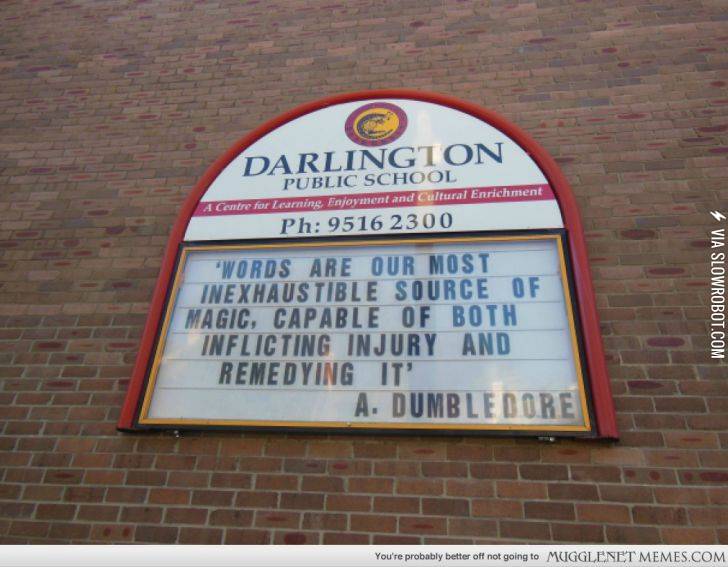 DARLINGTON
PUBLIC SCHOOL
A Centre for Learning, Enjoyment and Cultural Enrichment
Ph: 9516 2300
'WORDS ARE OUR MOST
INEXHAUSTIBLE SOURCE OF
MAGIC, CAPABLE OF BOTH
INFLICTING INJURY AND
REMEDYING IT'
A. DUMBLEDORE
VIA SLOWROBOT.COM
You're probably better off not going to MUGGLENET MEMES.COM